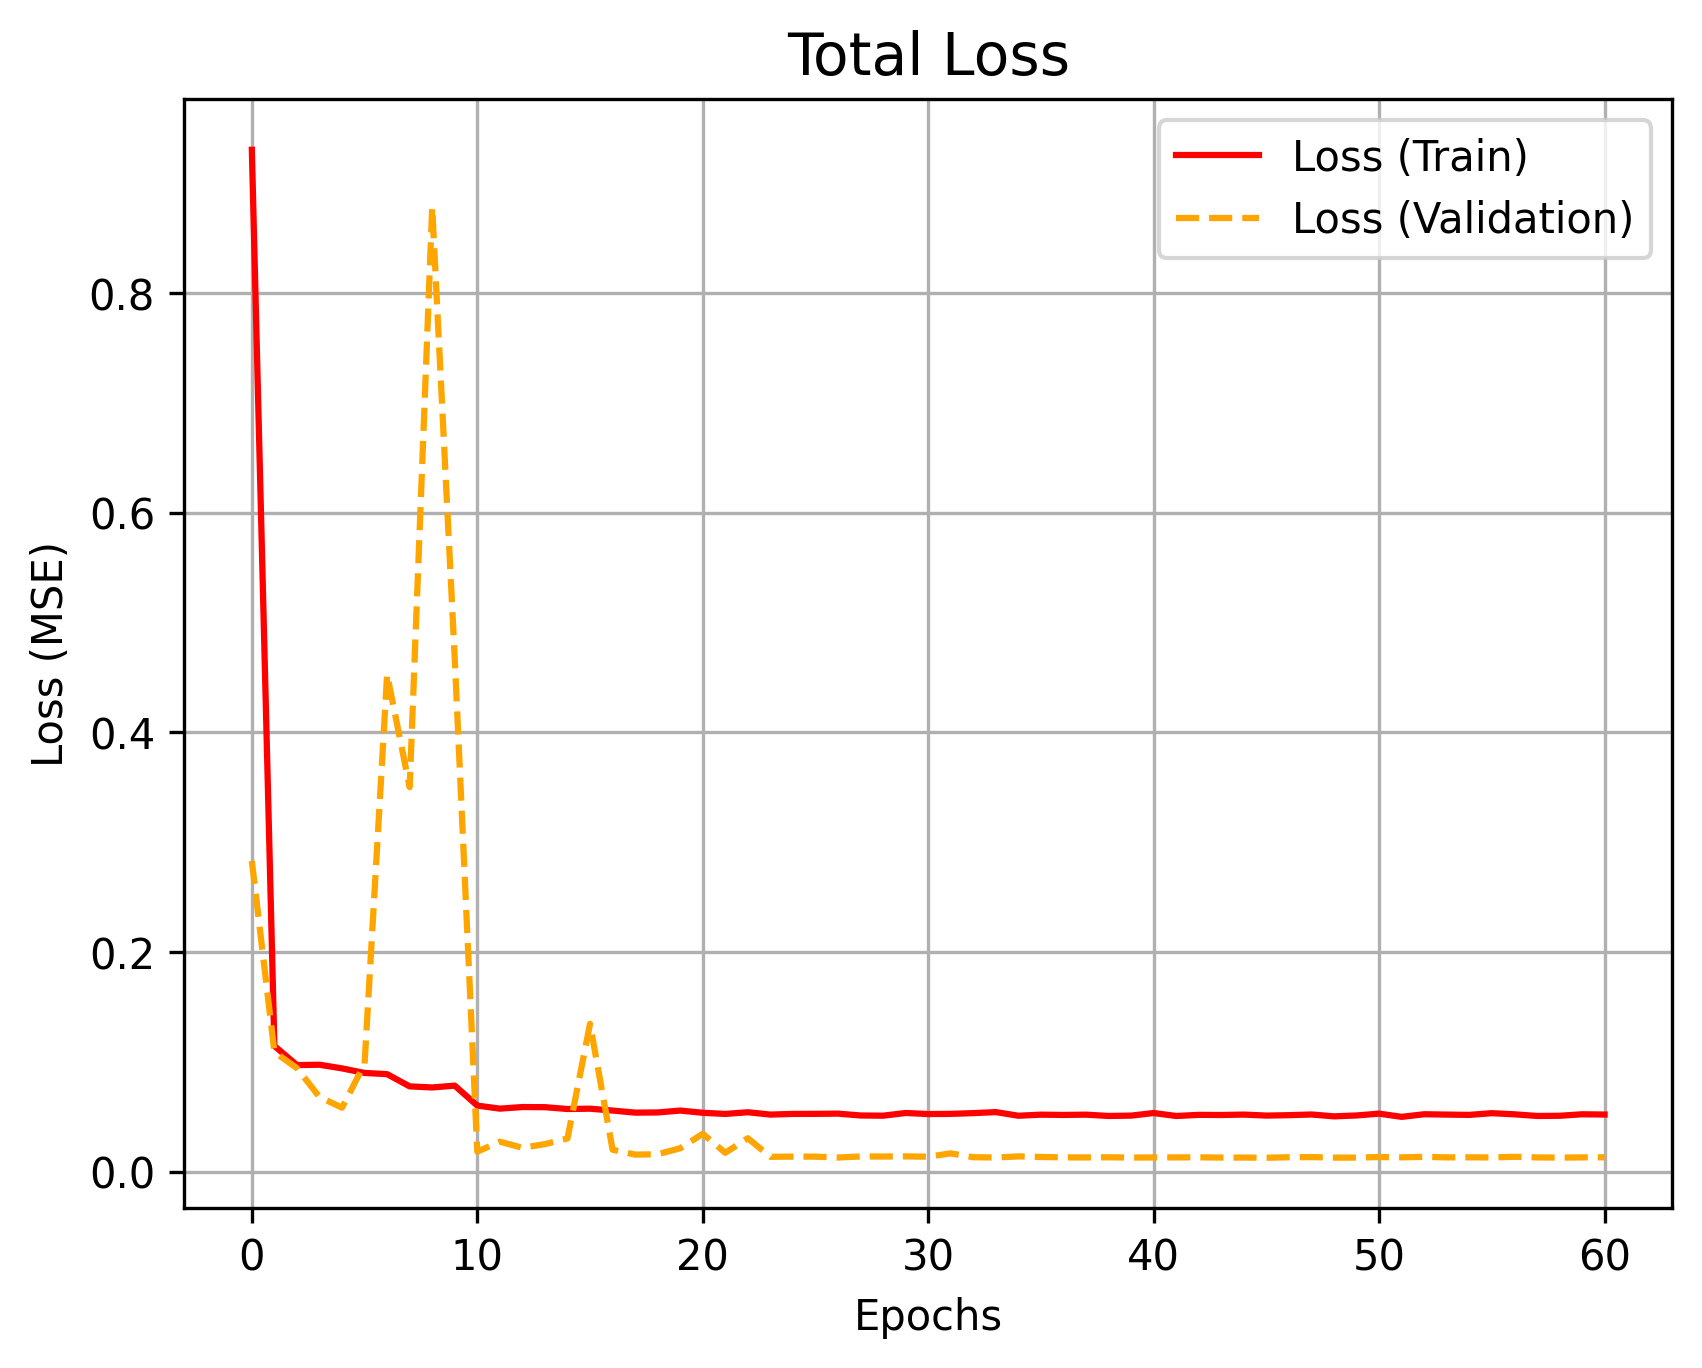 Total Loss
Loss (Train)
Loss (Validation)
0.8
0.6
0.4
0.2
0.0
Loss (MSE)
0 10 20 30 40 50 60
Epochs